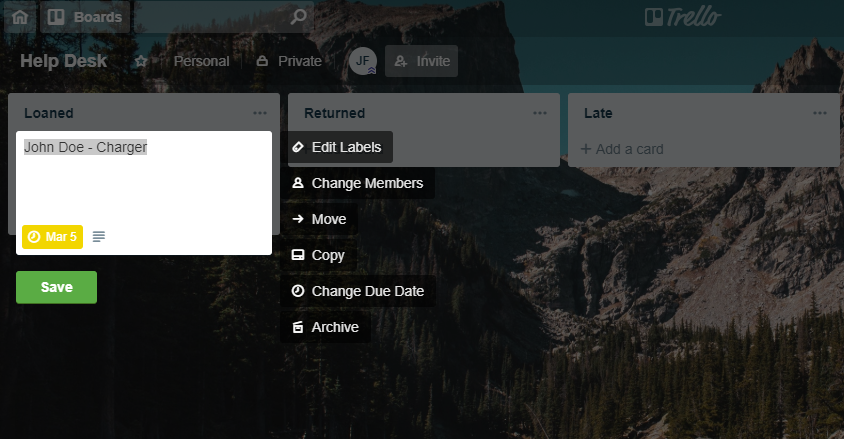 Boards
Trello
Help Desk
Personal
Private
JF
Invite
Loaned
Returned
Late
John Doe - Charger
Edit Labels
+ Add a card
Change Members
Move
Mar 5
Copy
Save
Change Due Date
Archive